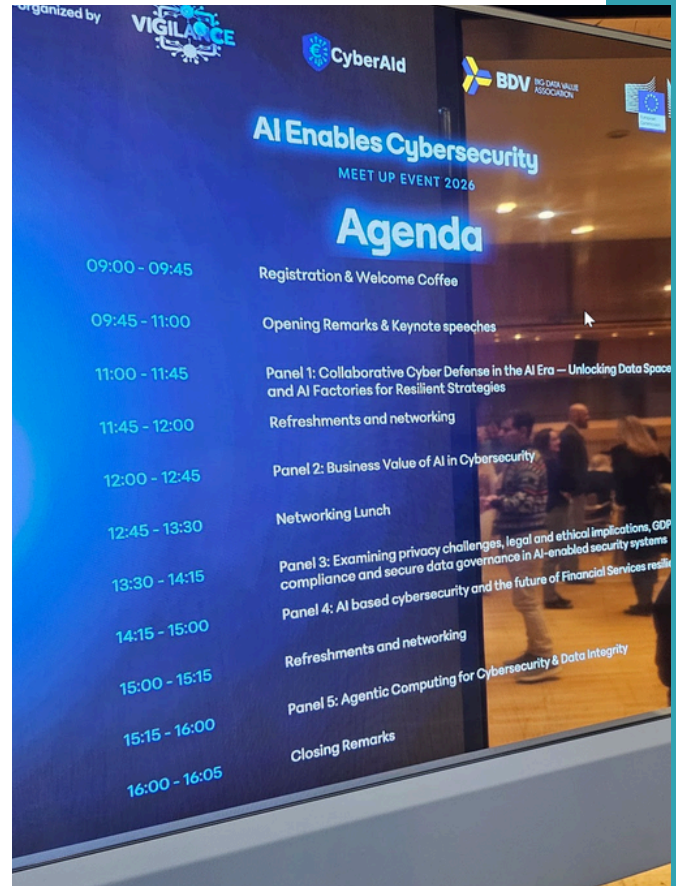 organized by
VIGILANCE
CyberAId
BDV BIG DATA VALUE
ASSOCIATION
AI Enables Cybersecurity
MEET UP EVENT 2026
Agenda
09:00 - 09:45 Registration & Welcome Coffee
09:45 - 11:00 Opening Remarks & Keynote speeches
11:00 - 11:45 Panel 1: Collaborative Cyber Defense in the AI Era — Unlocking Data Space
and AI Factories for Resilient Strategies
11:45 - 12:00 Refreshments and networking
12:00 - 12:45 Panel 2: Business Value of AI in Cybersecurity
12:45 - 13:30 Networking Lunch
13:30 - 14:15 Panel 3: Examining privacy challenges, legal and ethical implications, GDP
compliance and secure data governance in AI-enabled security systems
14:15 - 15:00 Panel 4: AI based cybersecurity and the future of Financial Services resili
15:00 - 15:15 Refreshments and networking
15:15 - 16:00 Panel 5: Agentic Computing for Cybersecurity & Data Integrity
16:00 - 16:05 Closing Remarks